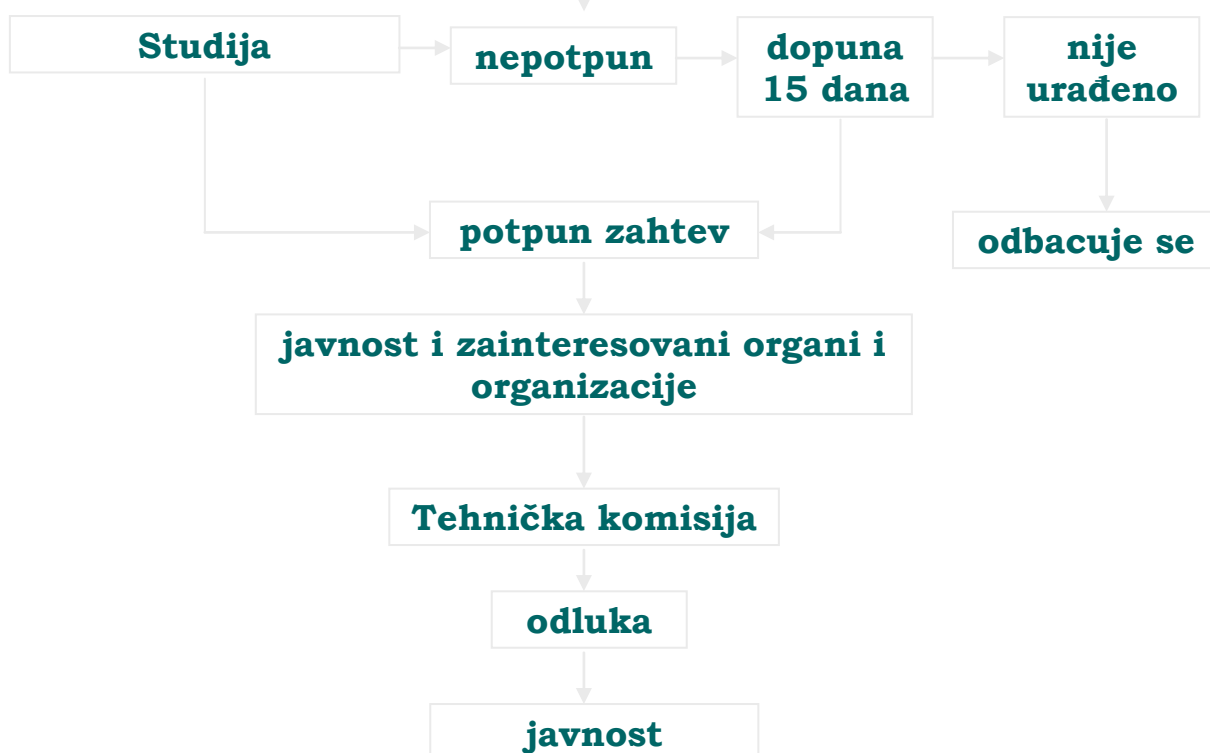 Studija
nepotpun
dopuna
15 dana
nije
urađeno
potpun zahtev
odbacuje se
javnost i zainteresovani organi i
organizacije
Tehnička komisija
odluka
javnost